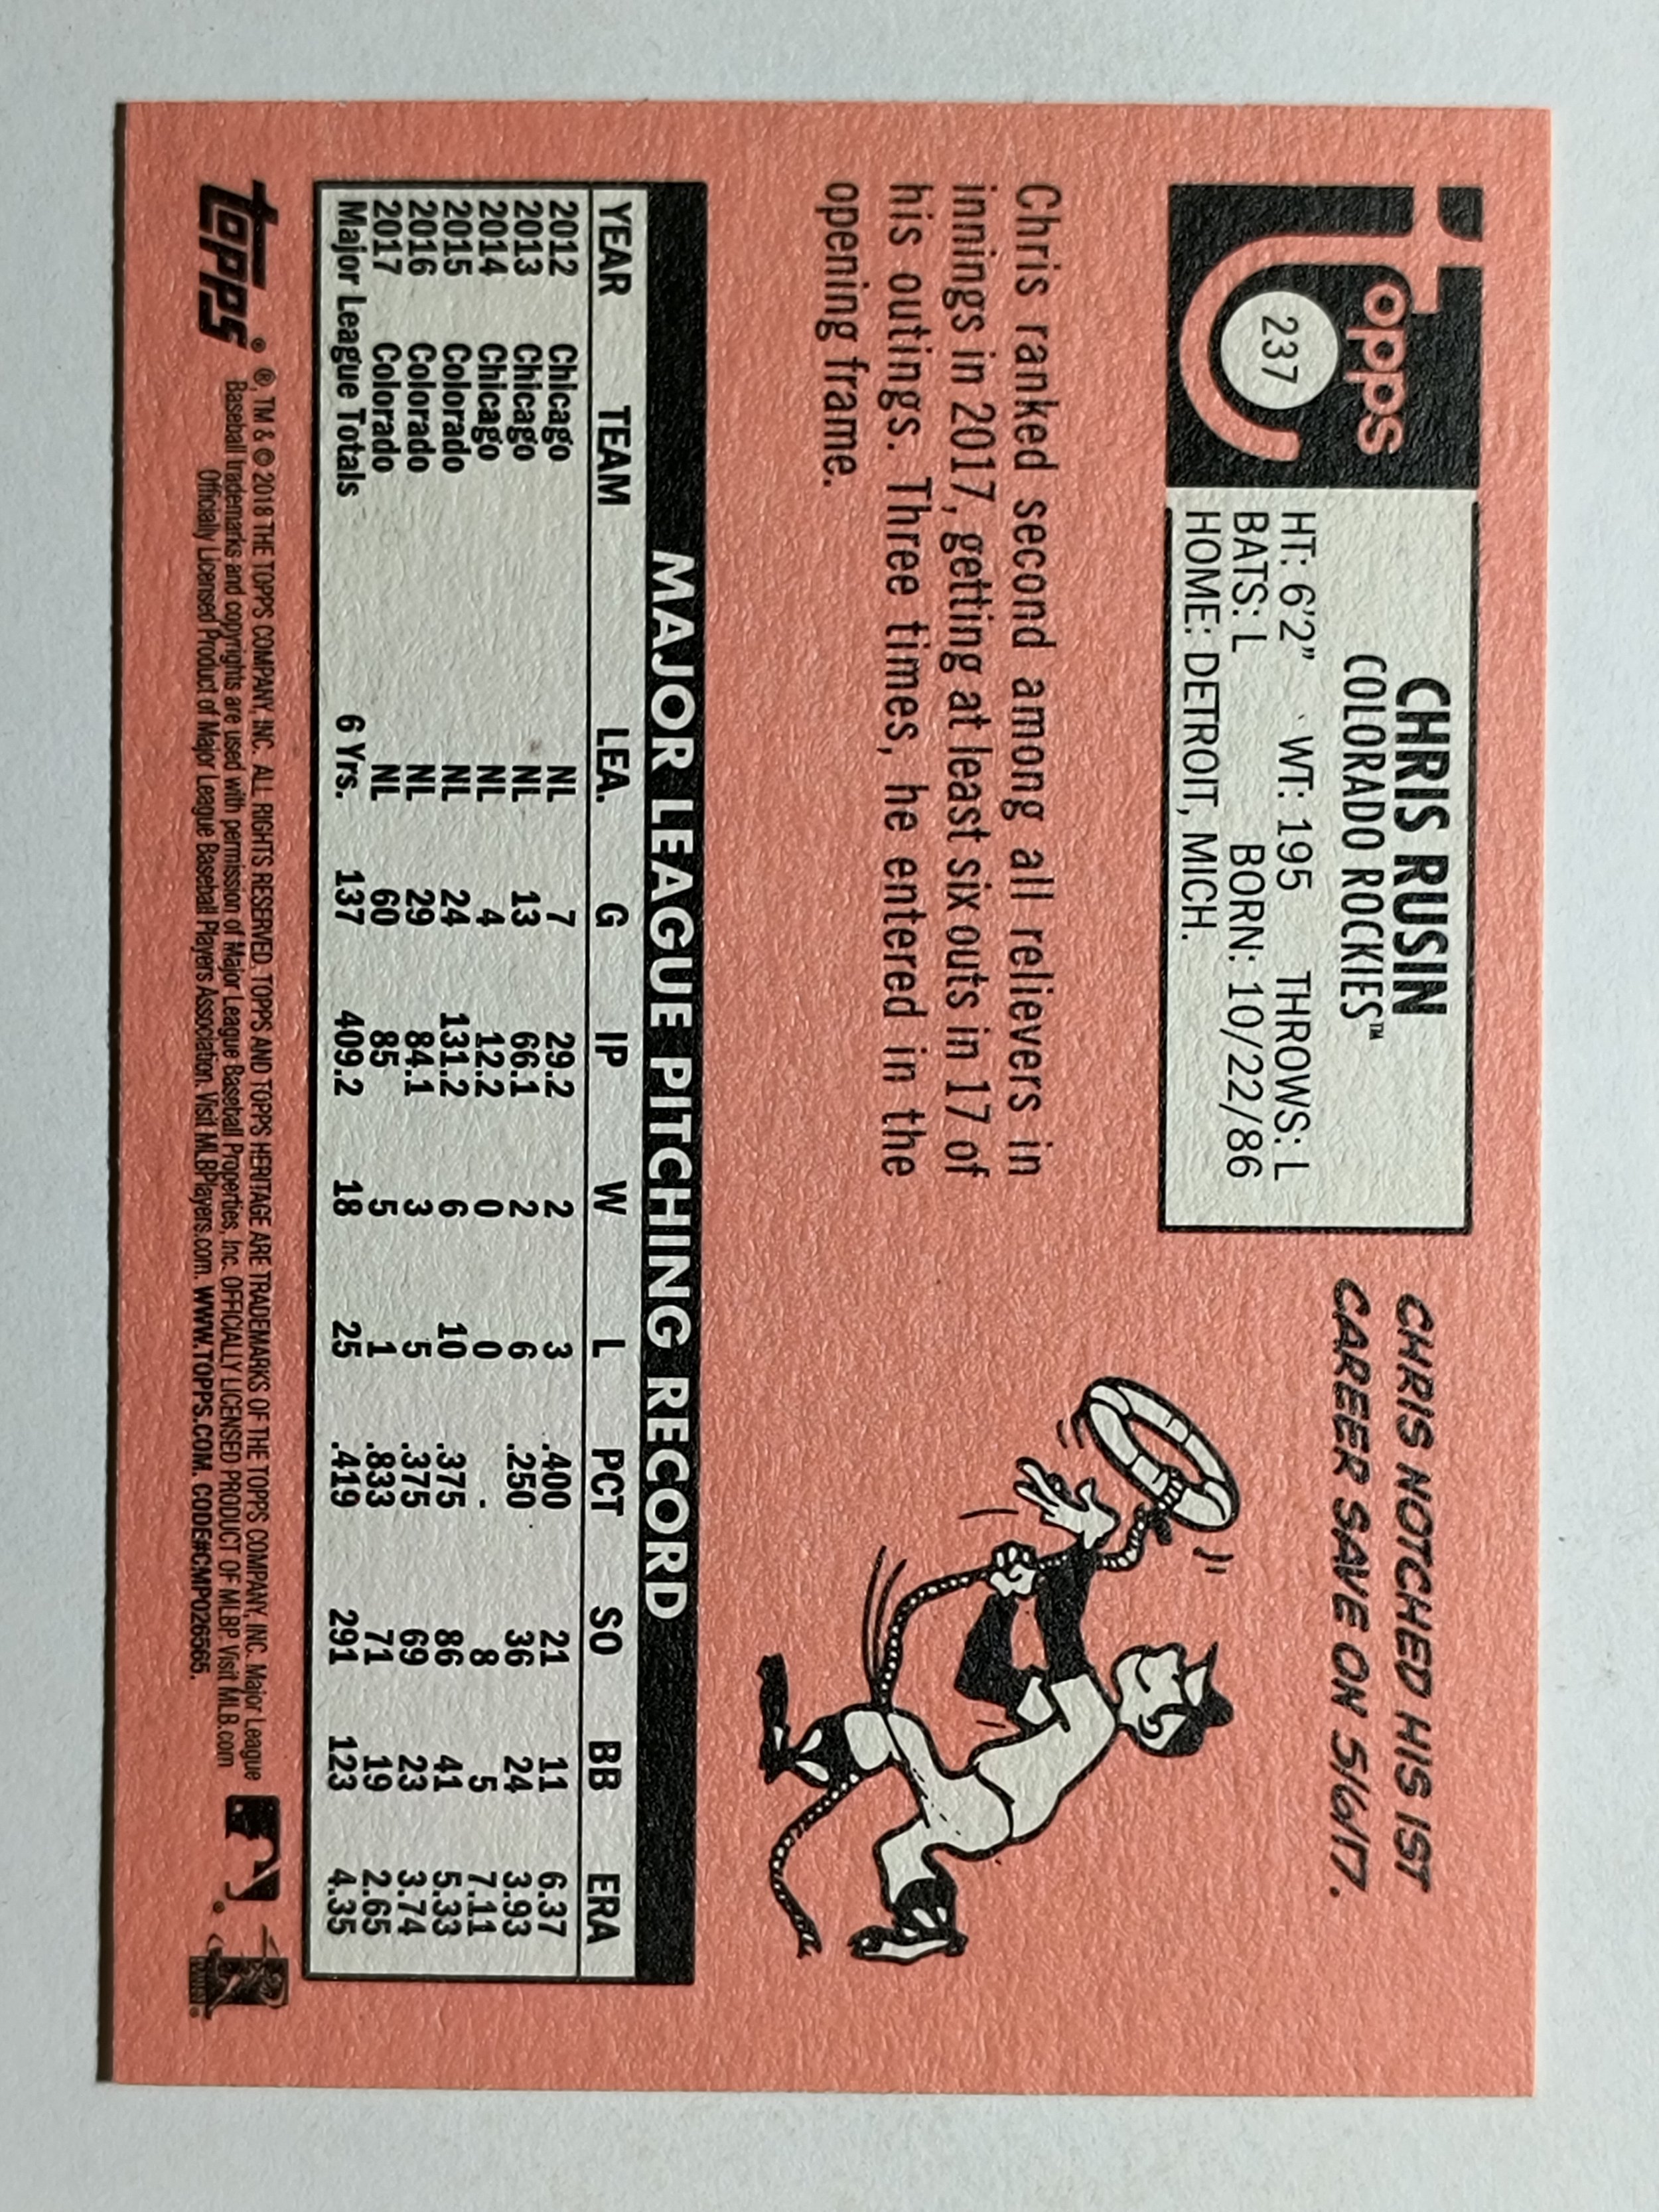 Topps
237
CHRIS RUSIN
COLORADO ROCKIES™
HT: 6'2" WT: 195 THROWS: L
BATS: L BORN: 10/22/86
HOME: DETROIT, MICH.
CHRIS NOTCHED HIS 1ST
CAREER SAVE ON 5/6/17.
Chris ranked second among all relievers in
innings in 2017, getting at least six outs in 17 of
his outings. Three times, he entered in the
opening frame.
MAJOR LEAGUE PITCHING RECORD
YEAR TEAM LEA. G IP W L PCT SO BB ERA
2012 Chicago NL 7 29.2 2 3 .400 21 11 6.37
2013 Chicago NL 13 66.1 2 6 .250 36 24 3.93
2014 Chicago NL 4 12.2 0 0 - 8 5 7.11
2015 Colorado NL 24 131.2 6 10 .375 86 41 5.33
2016 Colorado NL 29 84.1 3 5 .375 69 23 3.74
2017 Colorado NL 60 85 5 1 .833 71 19 2.65
Major League Totals 6 Yrs. 137 409.2 18 25 .419 291 123 4.35
topps®
®, TM & © 2018 THE TOPPS COMPANY, INC. ALL RIGHTS RESERVED. TOPPS AND TOPPS HERITAGE ARE TRADEMARKS OF THE TOPPS COMPANY, INC. Major League
Baseball trademarks and copyrights are used with permission of Major League Baseball Properties, Inc. OFFICIALLY LICENSED PRODUCT OF MLBP. Visit MLB.com
Officially Licensed Product of Major League Baseball Players Association. Visit MLBPlayers.com. WWW.TOPPS.COM. CODE#CMP026565.